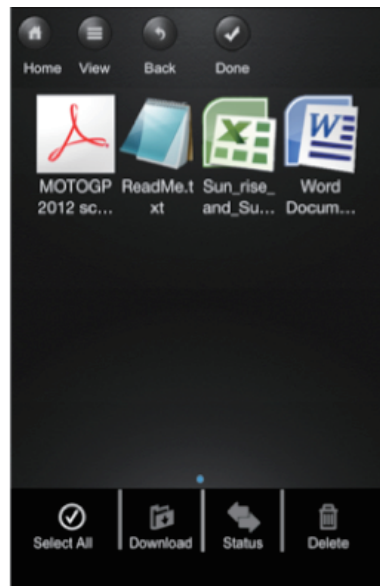 Home View Back Done
MOTOGP ReadMe.t Sun_rise_ Word
2012 sc... xt and_Su... Docum...
Select All Download Status Delete